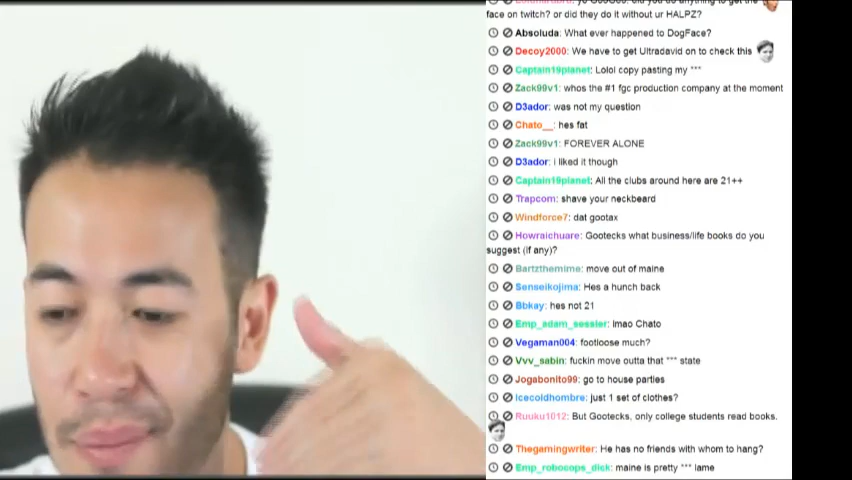 face on twitch? or did they do it without ur HALPZ?
Absoluda: What ever happened to DogFace?
Decoy2000: We have to get Ultradavid on to check this
Captain19planet: Lolol copy pasting my ***
Zack99v1: whos the #1 fgc production company at the moment
D3ador: was not my question
Chato__: hes fat
Zack99v1: FOREVER ALONE
D3ador: i liked it though
Captain19planet: All the clubs around here are 21++
Trapcom: shave your neckbeard
Windforce7: dat gootax
Howraichuare: Gootecks what business/life books do you
suggest (if any)?
Bartzthemime: move out of maine
Senseikojima: Hes a hunch back
Bbkay: hes not 21
Emp_adam_sessler: lmao Chato
Vegaman004: footloose much?
Vvv_sabin: fuckin move outta that *** state
Jogabonito99: go to house parties
Icecoldhombre: just 1 set of clothes?
Ruuku1012: But Gootecks, only college students read books.
Thegamingwriter: He has no friends with whom to hang?
Emp_robocops_dick: maine is pretty *** lame